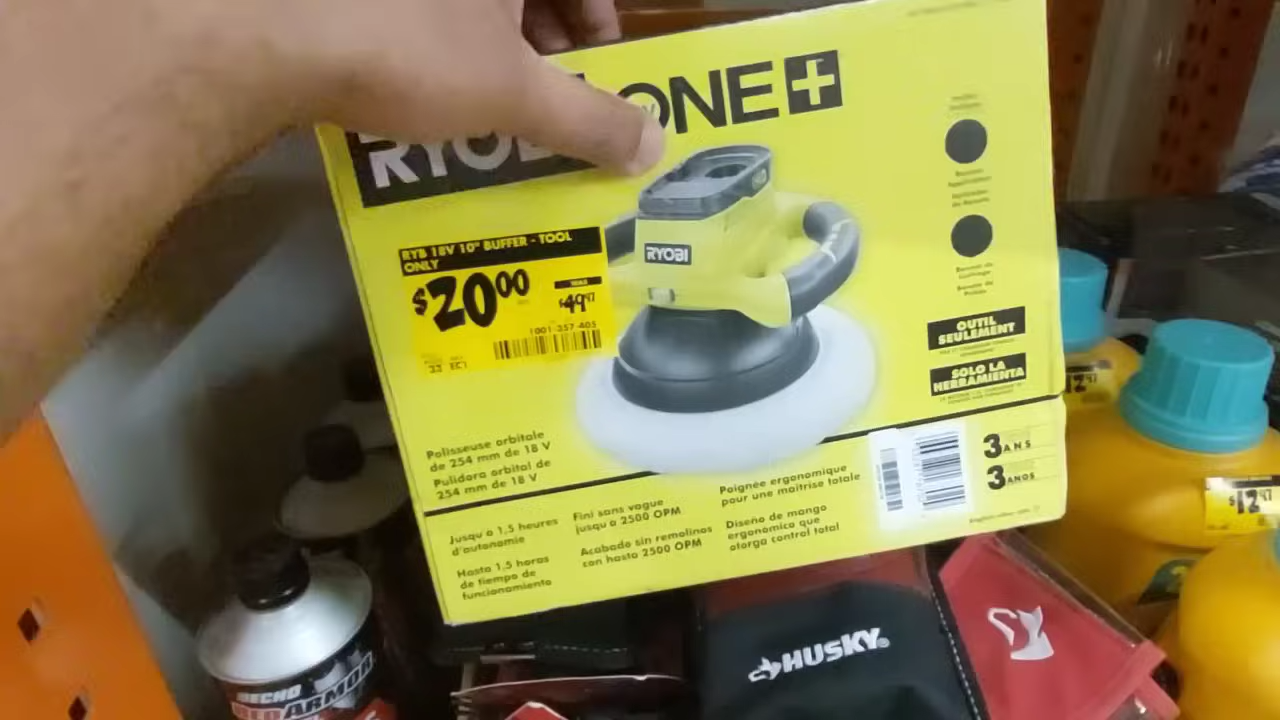 ONE+
RYOBI
RYB 18V 10" BUFFER - TOOL
ONLY
$20.00
$49.97
1001-357-405
RYOBI
OUTIL
SEULEMENT
SOLO LA
HERRAMIENTA
Polisseuse orbitale
de 254 mm de 18 V
Pulidora orbital de
254 mm de 18 V
Jusqu'à 1,5 heures
d'autonomie
Hasta 1,5 horas
de tiempo de
funcionamiento
Fini sans vague
jusqu'à 2500 OPM
Acabado sin remolinos
con hasta 2500 OPM
Poignée ergonomique
pour une maîtrise totale
Diseño de mango
ergonómico que
otorga control total
3 ANS
3 AÑOS
$12.97
HUSKY